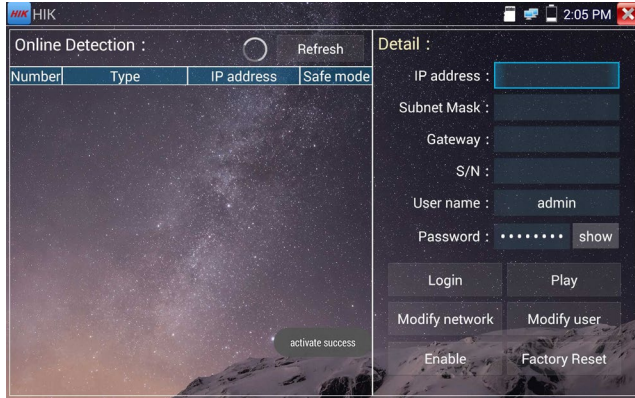 HIK HIK 2:05 PM
Online Detection : Refresh
Number Type IP address Safe mode
activate success
Detail :
IP address :
Subnet Mask :
Gateway :
S/N :
User name : admin
Password : •••••••• show
Login Play
Modify network Modify user
Enable Factory Reset